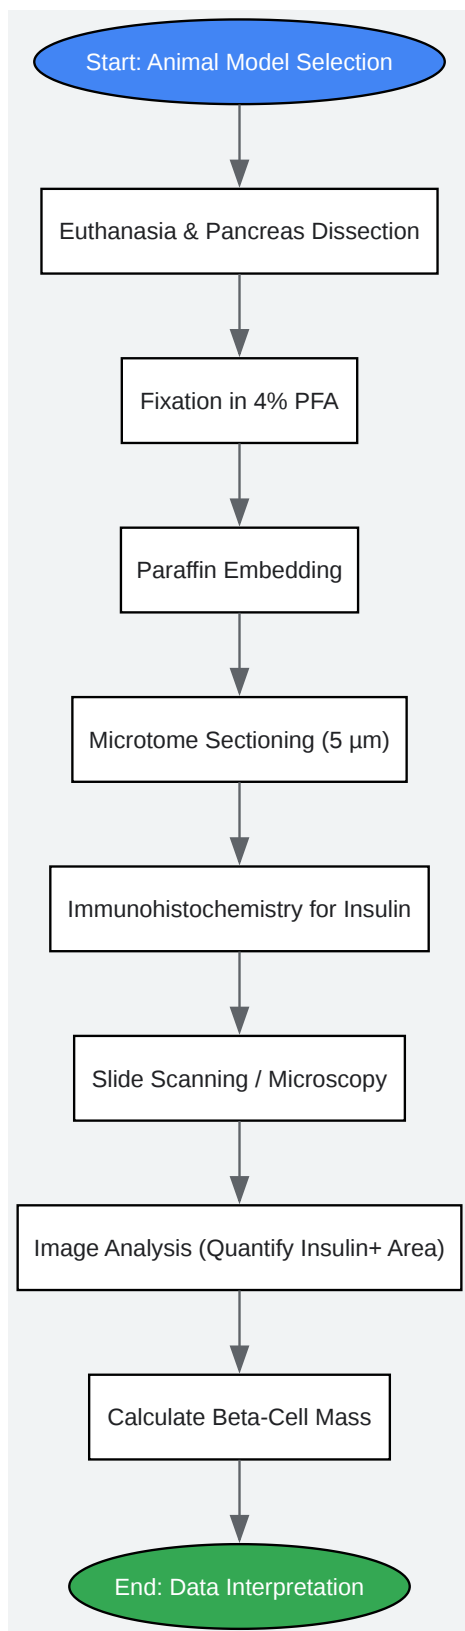 Start: Animal Model Selection
Euthanasia & Pancreas Dissection
Fixation in 4% PFA
Paraffin Embedding
Microtome Sectioning (5 µm)
Immunohistochemistry for Insulin
Slide Scanning / Microscopy
Image Analysis (Quantify Insulin+ Area)
Calculate Beta-Cell Mass
End: Data Interpretation